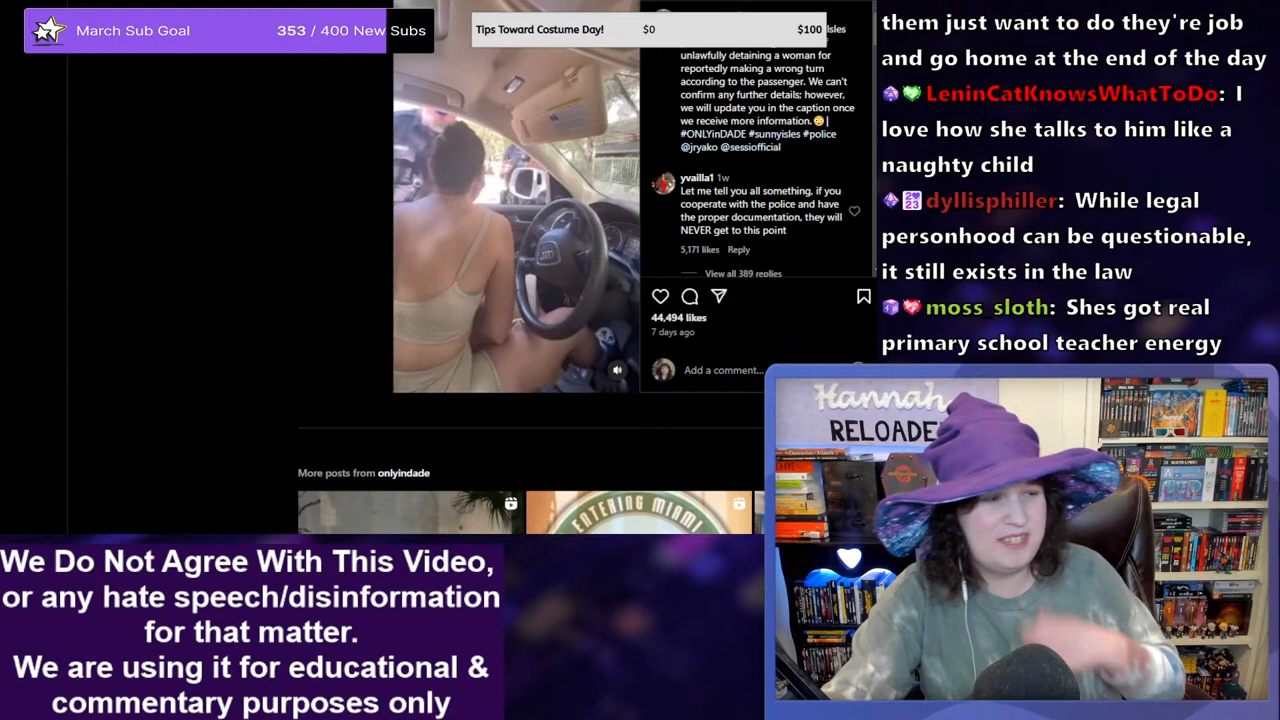 March Sub Goal
353 / 400 New Subs
Tips Toward Costume Day!
$0
$100
Isles
unlawfully detaining a woman for
reportedly making a wrong turn
according to the passenger. We can't
confirm any further details; however,
we will update you in the caption once
we receive more information.😳 |
#ONLYinDADE #sunnyisles #police
@jryako @sessiofficial
yvailla1 1w
Let me tell you all something, if you
cooperate with the police and have
the proper documentation, they will
NEVER get to this point
5,171 likes Reply
View all 389 replies
44,494 likes
7 days ago
Add a comment...
More posts from onlyindade
ENTERING MIAMI
them just want to do they're job
and go home at the end of the day
LeninCatKnowsWhatToDo: I
love how she talks to him like a
naughty child
dyllisphiller: While legal
personhood can be questionable,
it still exists in the law
moss_sloth: Shes got real
primary school teacher energy
Hannah
RELOADED
We Do Not Agree With This Video,
or any hate speech/disinformation
for that matter.
We are using it for educational &
commentary purposes only